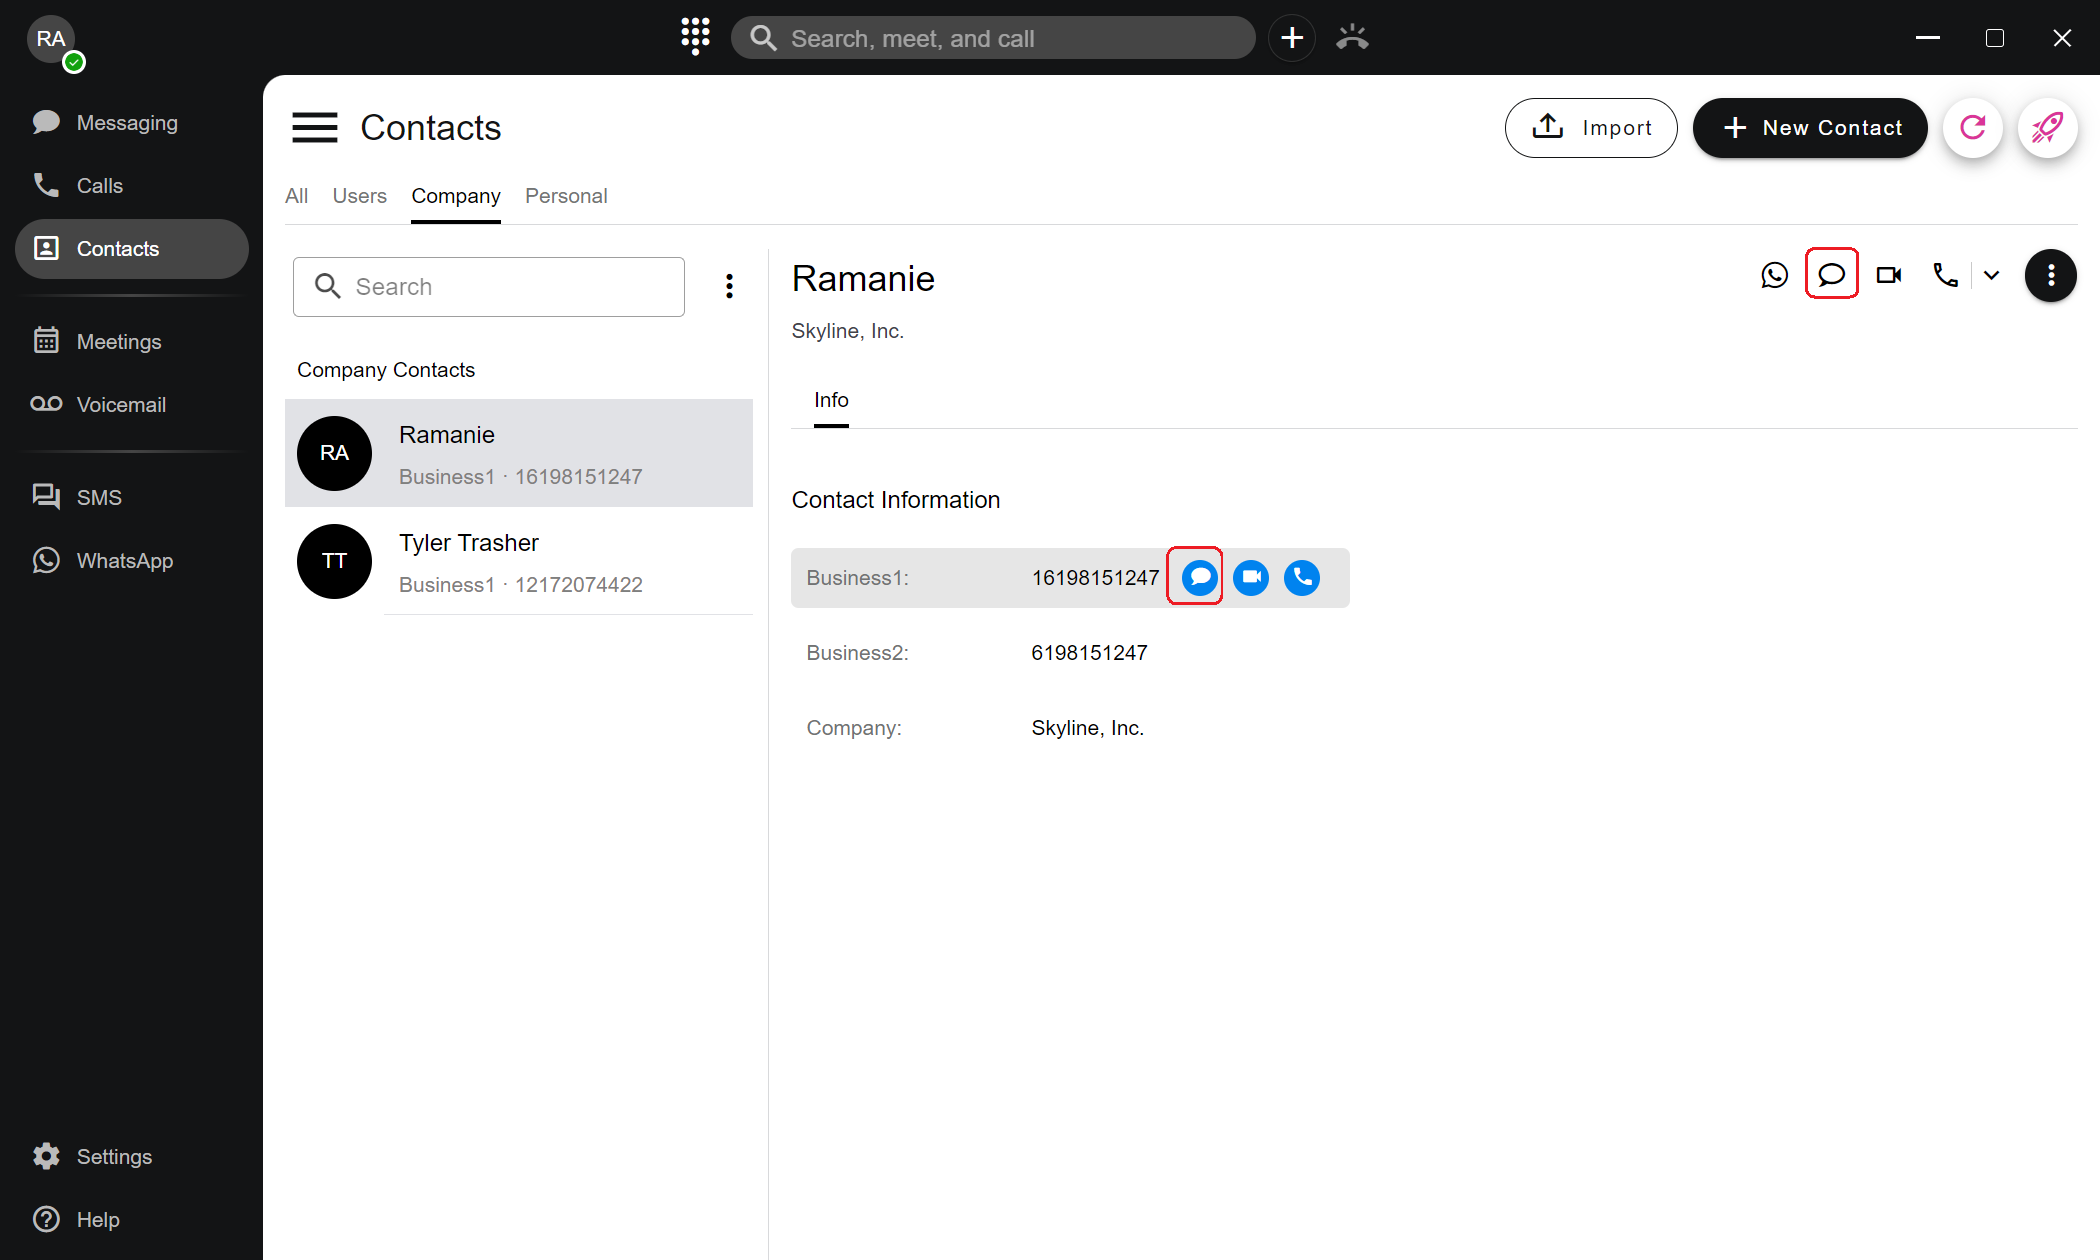 RA
Search, meet, and call
Messaging
Calls
Contacts
Meetings
Voicemail
SMS
WhatsApp
Settings
Help
Contacts
Import
New Contact
All Users Company Personal
Search
Company Contacts
RA
Ramanie
Business1 · 16198151247
TT
Tyler Trasher
Business1 · 12172074422
Ramanie
Skyline, Inc.
Info
Contact Information
Business1: 16198151247
Business2: 6198151247
Company: Skyline, Inc.